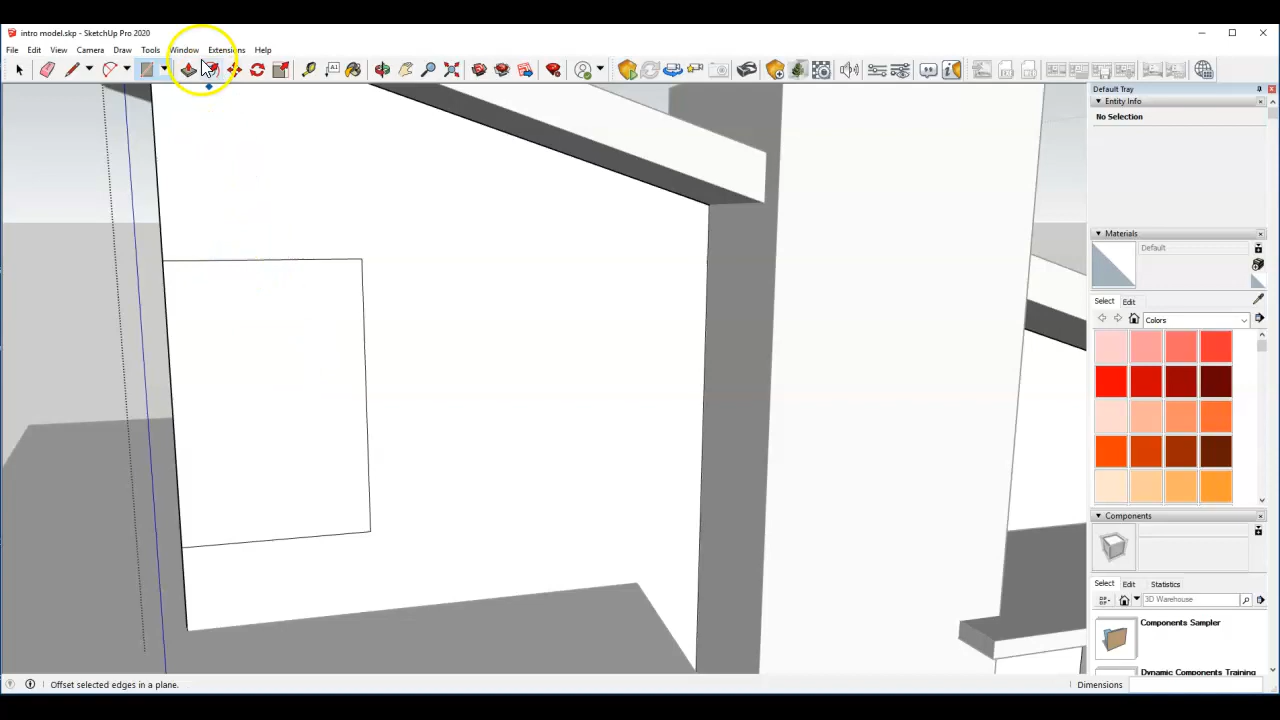 intro model.skp - SketchUp Pro 2020
File Edit View Camera Draw Tools Window Extensions Help
A1
Default Tray
Entity Info
No Selection
Materials
Default
Select Edit
Colors
Components
Select Edit Statistics
3D Warehouse
Components Sampler
Dynamic Components Training
Offset selected edges in a plane.
Dimensions